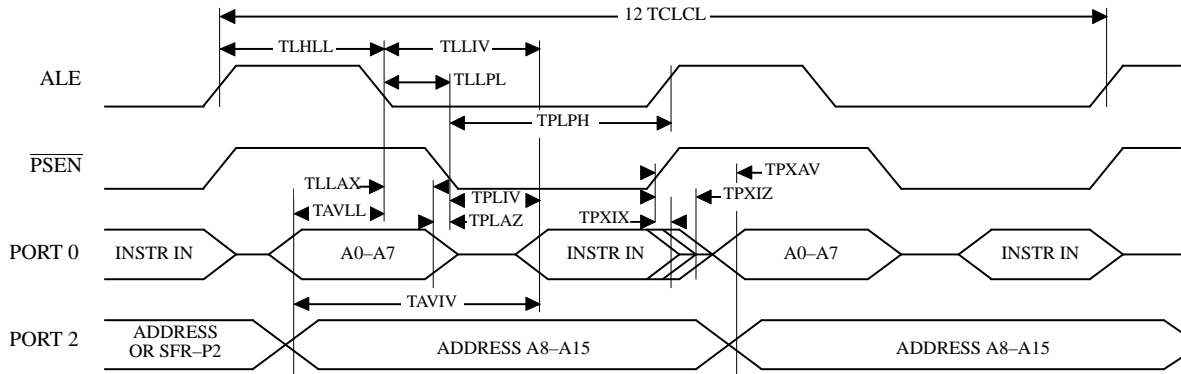 12 TCLCL
TLHLL
TLLIV
ALE
TLLPL
TPLPH
PSEN
TLLAX
TPLIV
TPXAV
TAVLL
TPLAZ
TPXIX
TPXIZ
PORT 0
INSTR IN
A0–A7
INSTR IN
A0–A7
INSTR IN
TAVIV
PORT 2
ADDRESS
OR SFR–P2
ADDRESS A8–A15
ADDRESS A8–A15